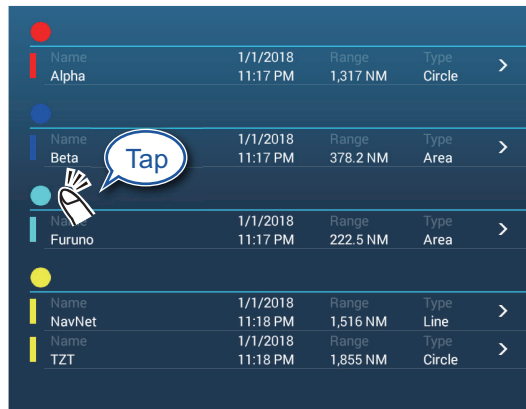 Name 1/1/2018 Range Type
Alpha 11:17 PM 1,317 NM Circle >
Name 1/1/2018 Range Type
Beta 11:17 PM 378.2 NM Area >
Tap
Name 1/1/2018 Range Type
Furuno 11:17 PM 222.5 NM Area >
Name 1/1/2018 Range Type
NavNet 11:18 PM 1,516 NM Line >
Name 1/1/2018 Range Type
TZT 11:18 PM 1,855 NM Circle >